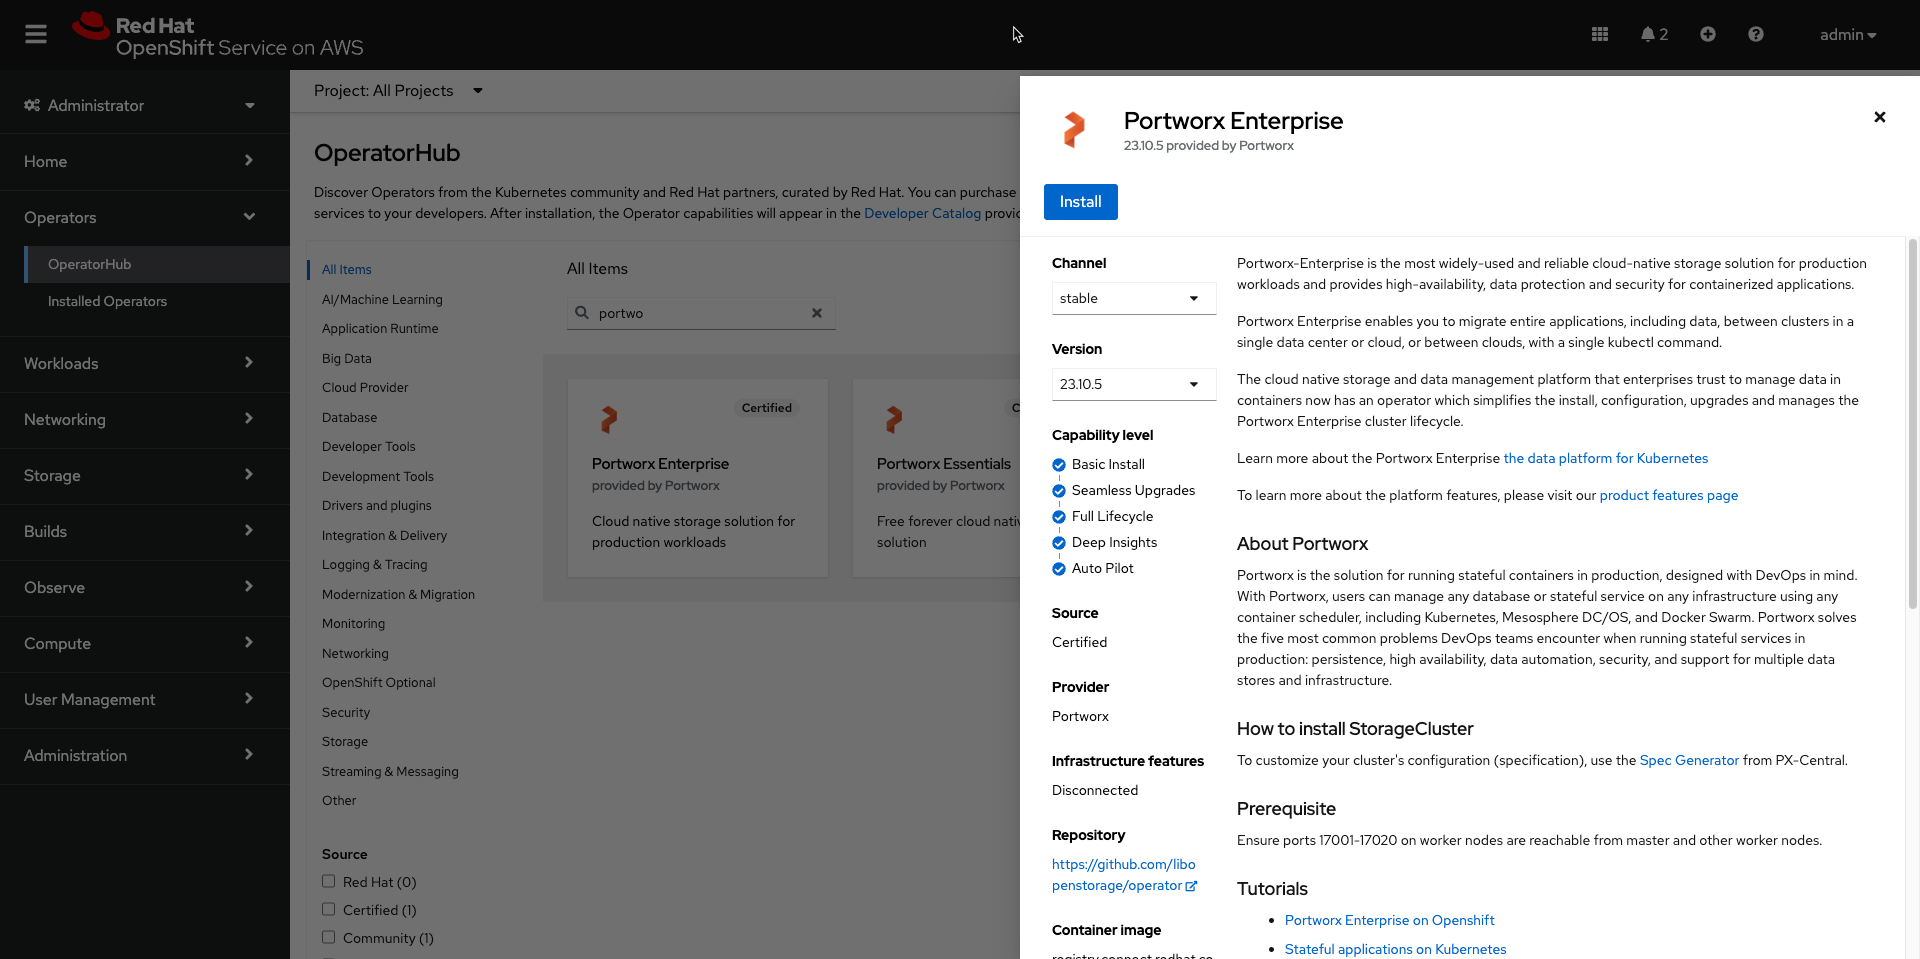 Red Hat
OpenShift Service on AWS
2
admin
Administrator
Home
Operators
OperatorHub
Installed Operators
Workloads
Networking
Storage
Builds
Observe
Compute
User Management
Administration
Project: All Projects
OperatorHub
Discover Operators from the Kubernetes community and Red Hat partners, curated by Red Hat. You can purchase
services to your developers. After installation, the Operator capabilities will appear in the Developer Catalog provid
All Items
AI/Machine Learning
Application Runtime
Big Data
Cloud Provider
Database
Developer Tools
Development Tools
Drivers and plugins
Integration & Delivery
Logging & Tracing
Modernization & Migration
Monitoring
Networking
OpenShift Optional
Security
Storage
Streaming & Messaging
Other
Source
Red Hat (0)
Certified (1)
Community (1)
All Items
portwo
Certified
Portworx Enterprise
provided by Portworx
Cloud native storage solution for
production workloads
C
Portworx Essentials
provided by Portworx
Free forever cloud nativ
solution
Portworx Enterprise
23.10.5 provided by Portworx
Install
Channel
stable
Version
23.10.5
Capability level
Basic Install
Seamless Upgrades
Full Lifecycle
Deep Insights
Auto Pilot
Source
Certified
Provider
Portworx
Infrastructure features
Disconnected
Repository
https://github.com/libo
penstorage/operator
Container image
registry.connect.redhat.co
Portworx-Enterprise is the most widely-used and reliable cloud-native storage solution for production
workloads and provides high-availability, data protection and security for containerized applications.
Portworx Enterprise enables you to migrate entire applications, including data, between clusters in a
single data center or cloud, or between clouds, with a single kubectl command.
The cloud native storage and data management platform that enterprises trust to manage data in
containers now has an operator which simplifies the install, configuration, upgrades and manages the
Portworx Enterprise cluster lifecycle.
Learn more about the Portworx Enterprise the data platform for Kubernetes
To learn more about the platform features, please visit our product features page
About Portworx
Portworx is the solution for running stateful containers in production, designed with DevOps in mind.
With Portworx, users can manage any database or stateful service on any infrastructure using any
container scheduler, including Kubernetes, Mesosphere DC/OS, and Docker Swarm. Portworx solves
the five most common problems DevOps teams encounter when running stateful services in
production: persistence, high availability, data automation, security, and support for multiple data
stores and infrastructure.
How to install StorageCluster
To customize your cluster's configuration (specification), use the Spec Generator from PX-Central.
Prerequisite
Ensure ports 17001-17020 on worker nodes are reachable from master and other worker nodes.
Tutorials
Portworx Enterprise on Openshift
Stateful applications on Kubernetes